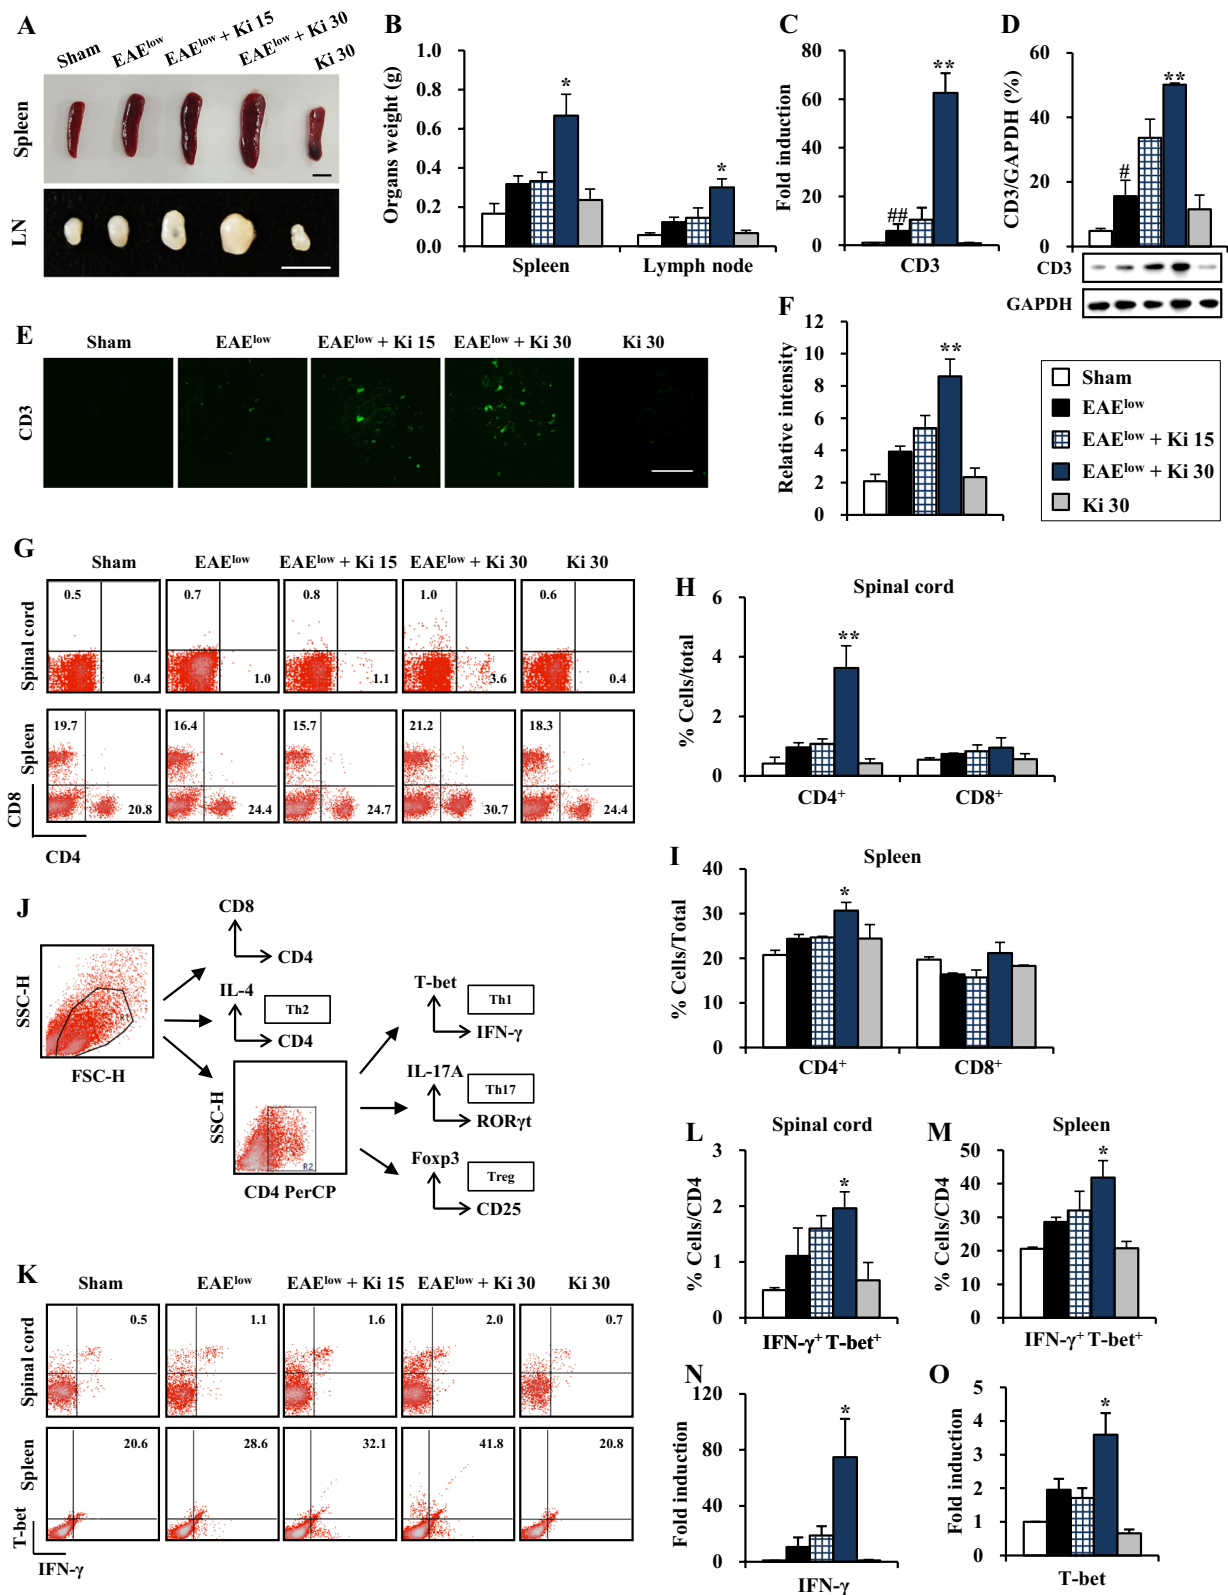 A
Sham
EAElow
EAElow + Ki 15
EAElow + Ki 30
Ki 30
Spleen
LN
B
Organs weight (g)
1.0
0.8
0.6
0.4
0.2
0.0
*
*
Spleen
Lymph node
C
Fold induction
80
60
40
20
0
##
**
CD3
D
CD3/GAPDH (%)
60
40
20
0
#
**
CD3
GAPDH
E
Sham
EAElow
EAElow + Ki 15
EAElow + Ki 30
Ki 30
CD3
F
Relative intensity
12
10
8
6
4
2
0
**
Sham
EAElow
EAElow + Ki 15
EAElow + Ki 30
Ki 30
G
Sham
EAElow
EAElow + Ki 15
EAElow + Ki 30
Ki 30
Spinal cord
0.5
0.7
0.8
1.0
0.6
0.4
1.0
1.1
3.6
0.4
Spleen
19.7
16.4
15.7
21.2
18.3
20.8
24.4
24.7
30.7
24.4
CD8
CD4
H
Spinal cord
% Cells/total
6
4
2
0
**
CD4+
CD8+
I
Spleen
% Cells/Total
40
30
20
10
0
*
CD4+
CD8+
J
SSC-H
R1
FSC-H
CD8
CD4
IL-4
Th2
CD4
SSC-H
R2
CD4 PerCP
T-bet
Th1
IFN-γ
IL-17A
Th17
RORγt
Foxp3
Treg
CD25
K
Sham
EAElow
EAElow + Ki 15
EAElow + Ki 30
Ki 30
Spinal cord
0.5
1.1
1.6
2.0
0.7
Spleen
20.6
28.6
32.1
41.8
20.8
T-bet
IFN-γ
L
Spinal cord
% Cells/CD4
3
2
1
0
*
IFN-γ+ T-bet+
M
Spleen
% Cells/CD4
50
40
30
20
10
0
*
IFN-γ+ T-bet+
N
Fold induction
120
80
40
0
*
IFN-γ
O
Fold induction
5
4
3
2
1
0
*
T-bet